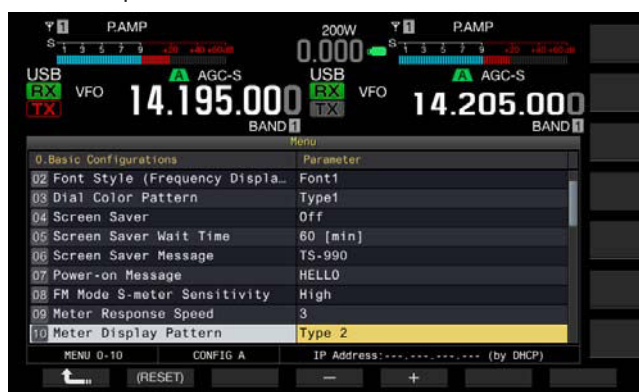 1 P.AMP 200W 1 P.AMP
S 1 3 5 7 9 +20 +40 +60dB 0.000 S 1 3 5 7 9 +20 +40 +60dB
USB A AGC-S USB A AGC-S
RX VFO 14.195.000 RX VFO 14.205.000
TX TX
BAND 1 BAND 1
Menu
0.Basic Configurations Parameter
02 Font Style (Frequency Displa… Font1
03 Dial Color Pattern Type1
04 Screen Saver Off
05 Screen Saver Wait Time 60 [min]
06 Screen Saver Message TS-990
07 Power-on Message HELLO
08 FM Mode S-meter Sensitivity High
09 Meter Response Speed 3
10 Meter Display Pattern Type 2
MENU 0-10 CONFIG A IP Address:---.---.---.--- (by DHCP)
(RESET) － ＋